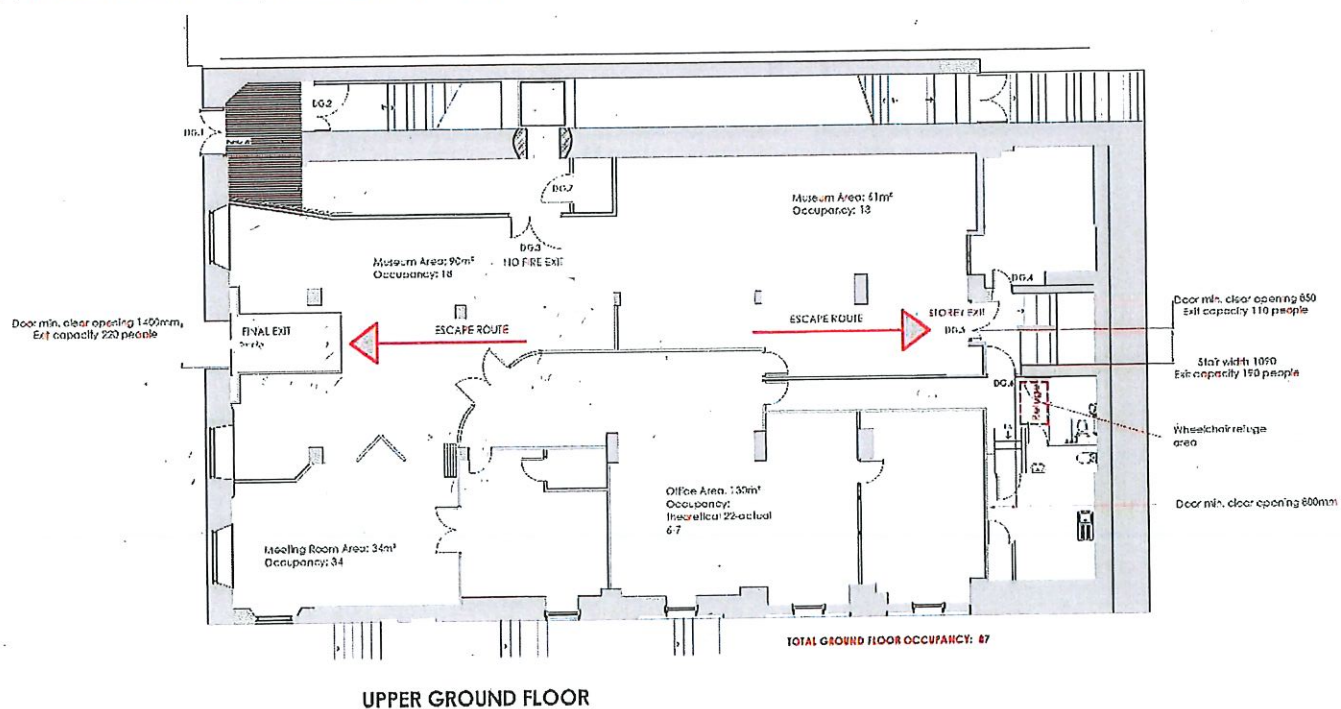 DG.2
DG.1
DG.7
Museum Area: 61m²
Occupancy: 13
DG.3
NO FIRE EXIT
Museum Area: 90m²
Occupancy: 18
DG.4
Door min. clear opening 1400mm,
Exit capacity 220 people
FINAL EXIT
ESCAPE ROUTE
ESCAPE ROUTE
STOREY EXIT
DG.5
Door min. clear opening 850
Exit capacity 110 people
Stair width 1090
Exit capacity 190 people
DG.6
Refuge
Wheelchair refuge
area
Office Area: 130m²
Occupancy:
theoretical 22-actual
6-7
Door min. clear opening 800mm
Meeting Room Area: 34m²
Occupancy: 34
TOTAL GROUND FLOOR OCCUPANCY: 87
UPPER GROUND FLOOR